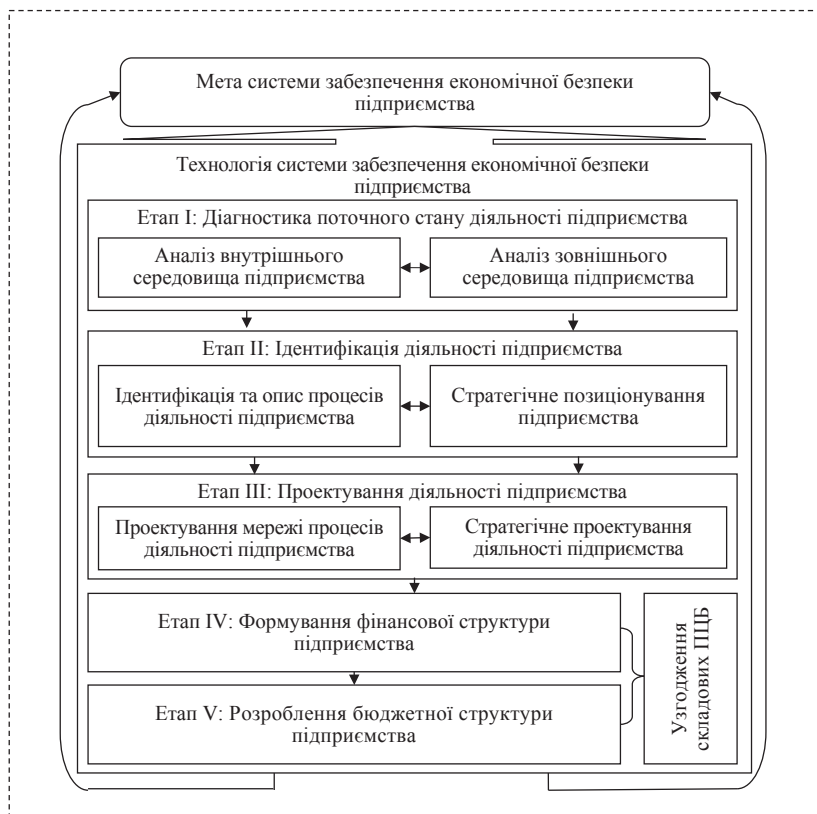 Мета системи забезпечення економічної безпеки
підприємства
Технологія системи забезпечення економічної безпеки
підприємства
Етап I: Діагностика поточного стану діяльності підприємства
Аналіз внутрішнього
середовища підприємства
Аналіз зовнішнього
середовища підприємства
Етап II: Ідентифікація діяльності підприємства
Ідентифікація та опис процесів
діяльності підприємства
Стратегічне позиціонування
підприємства
Етап III: Проектування діяльності підприємства
Проектування мережі процесів
діяльності підприємства
Стратегічне проектування
діяльності підприємства
Етап IV: Формування фінансової структури
підприємства
Етап V: Розроблення бюджетної структури
підприємства
Узгодження
складових ПЦБ